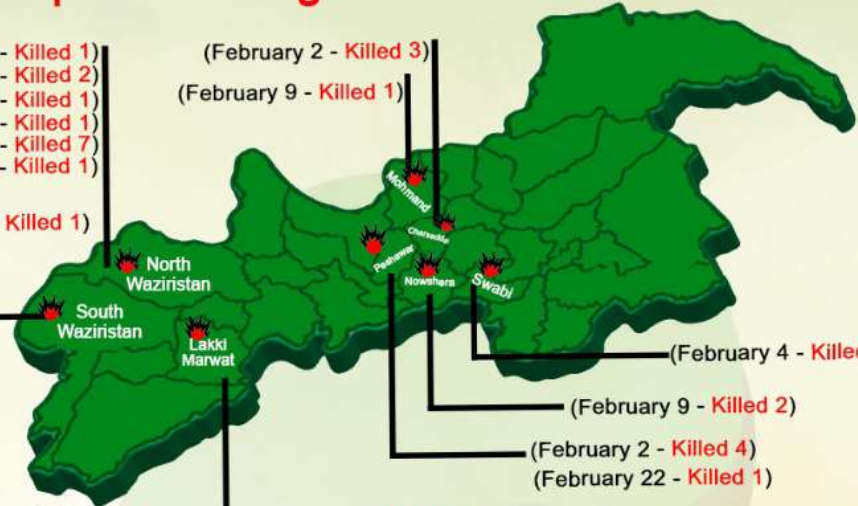 - Killed 1)
- Killed 2)
- Killed 1)
- Killed 1)
- Killed 7)
- Killed 1)
Killed 1)
(February 2 - Killed 3)
(February 9 - Killed 1)
Mohmand
Charsadda
Peshawar
Nowshera
Swabi
North
Waziristan
South
Waziristan
Lakki
Marwat
(February 4 - Kille
(February 9 - Killed 2)
(February 2 - Killed 4)
(February 22 - Killed 1)